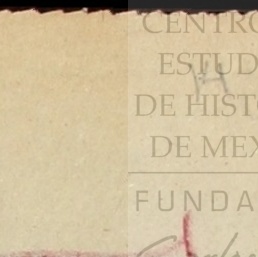 CENTRO
ESTUD
H
DE HIST
DE MEX
FUNDA